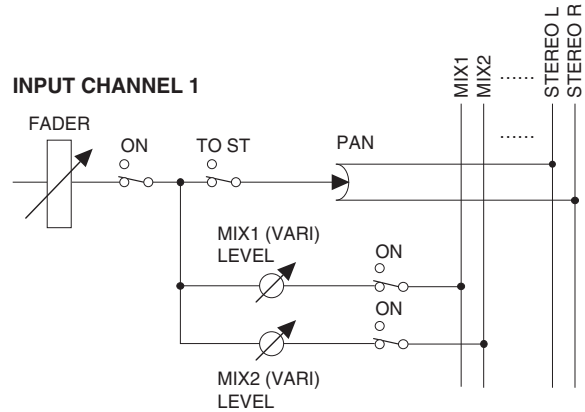 INPUT CHANNEL 1
MIX1
MIX2
......
STEREO L
STEREO R
......
FADER
ON
TO ST
PAN
MIX1 (VARI)
LEVEL
ON
ON
MIX2 (VARI)
LEVEL